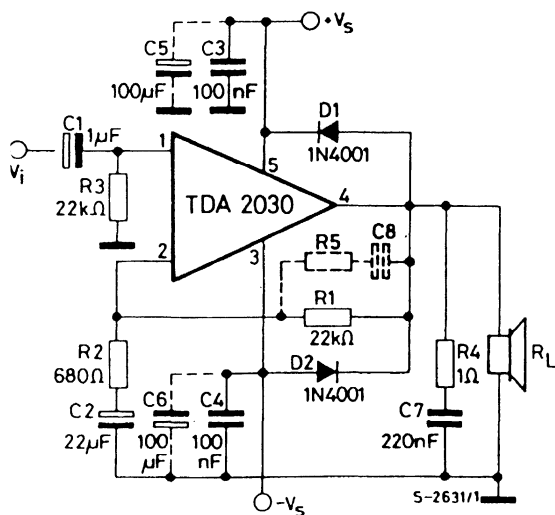 +Vs
C5
100µF
C3
100 nF
D1
1N4001
C1
1µF
Vi
R3
22kΩ
1
2
TDA 2030
5
4
3
R5
C8
R1
22kΩ
R2
680Ω
C2
22µF
C6
100
µF
C4
100
nF
D2
1N4001
R4
1Ω
C7
220nF
RL
-Vs
S-2631/1